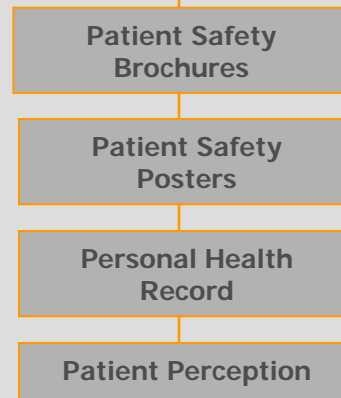 Patient Safety
Brochures
Patient Safety
Posters
Personal Health
Record
Patient Perception